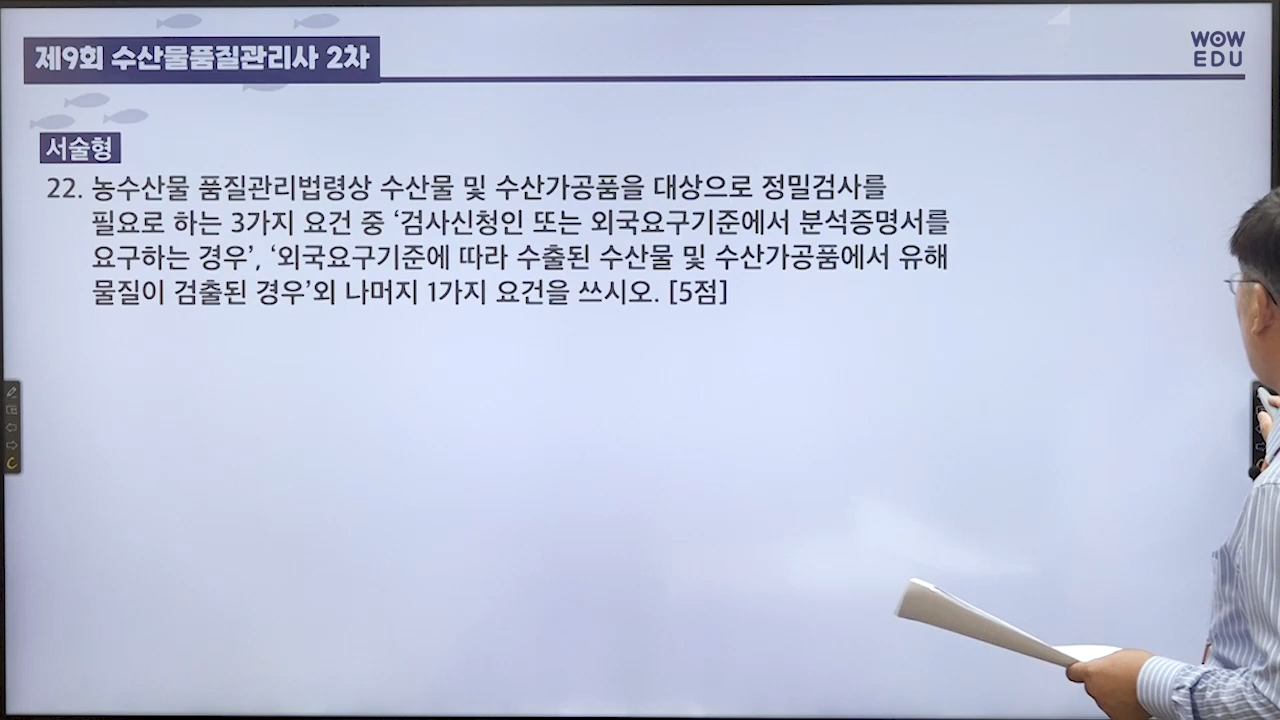 제9회 수산물품질관리사 2차
WOW
EDU
서술형
22. 농수산물 품질관리법령상 수산물 및 수산가공품을 대상으로 정밀검사를
필요로 하는 3가지 요건 중 ‘검사신청인 또는 외국요구기준에서 분석증명서를
요구하는 경우’, ‘외국요구기준에 따라 수출된 수산물 및 수산가공품에서 유해
물질이 검출된 경우’외 나머지 1가지 요건을 쓰시오. [5점]